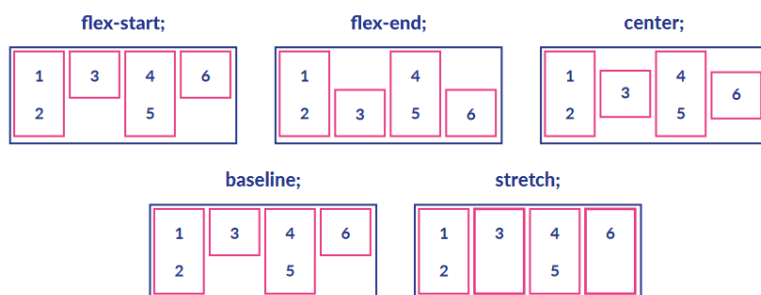 flex-start;
flex-end;
center;
1 3 4 6
2 5
1 4
2 3 5 6
1 4
3 6
2 5
baseline;
stretch;
1 3 4 6
2 5
1 3 4 6
2 5